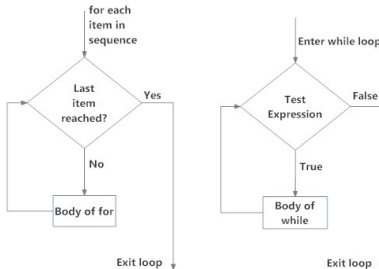 for each
item in
sequence
Last
item
reached?
Yes
No
Body of for
Exit loop
Enter while loop
Test
Expression
False
True
Body of
while
Exit loop